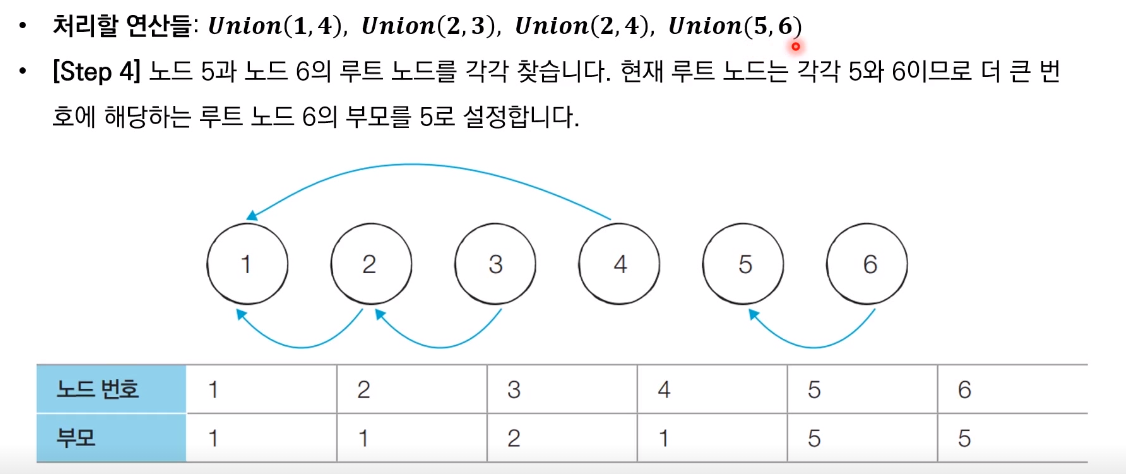 • 처리할 연산들: Union(1,4), Union(2,3), Union(2,4), Union(5,6)
• [Step 4] 노드 5과 노드 6의 루트 노드를 각각 찾습니다. 현재 루트 노드는 각각 5와 6이므로 더 큰 번
호에 해당하는 루트 노드 6의 부모를 5로 설정합니다.
1 2 3 4 5 6
노드 번호 1 2 3 4 5 6
부모 1 1 2 1 5 5